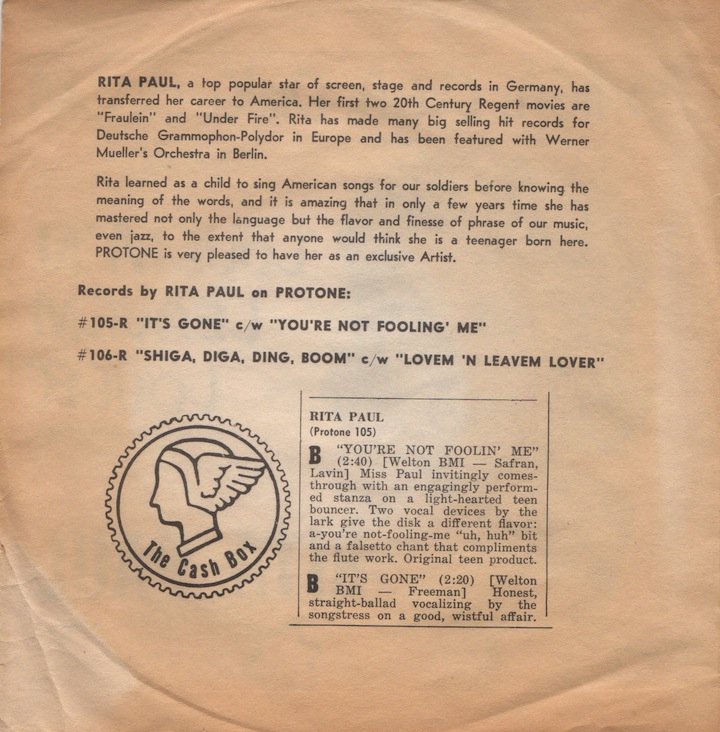 RITA PAUL, a top popular star of screen, stage and records in Germany, has
transferred her career to America. Her first two 20th Century Regent movies are
"Fraulein" and "Under Fire". Rita has made many big selling hit records for
Deutsche Grammophon-Polydor in Europe and has been featured with Werner
Mueller's Orchestra in Berlin.
Rita learned as a child to sing American songs for our soldiers before knowing the
meaning of the words, and it is amazing that in only a few years time she has
mastered not only the language but the flavor and finesse of phrase of our music,
even jazz, to the extent that anyone would think she is a teenager born here.
PROTONE is very pleased to have her as an exclusive Artist.
Records by RITA PAUL on PROTONE:
#105-R "IT'S GONE" c/w "YOU'RE NOT FOOLING' ME"
#106-R "SHIGA, DIGA, DING, BOOM" c/w "LOVEM 'N LEAVEM LOVER"
The Cash Box
RITA PAUL
(Protone 105)
B "YOU'RE NOT FOOLIN' ME"
(2:40) [Welton BMI — Safran,
Lavin] Miss Paul invitingly comes-
through with an engagingly perform-
ed stanza on a light-hearted teen
bouncer. Two vocal devices by the
lark give the disk a different flavor:
a-you're not-fooling-me "uh, huh" bit
and a falsetto chant that compliments
the flute work. Original teen product.
B "IT'S GONE" (2:20) [Welton
BMI — Freeman] Honest,
straight-ballad vocalizing by the
songstress on a good, wistful affair.